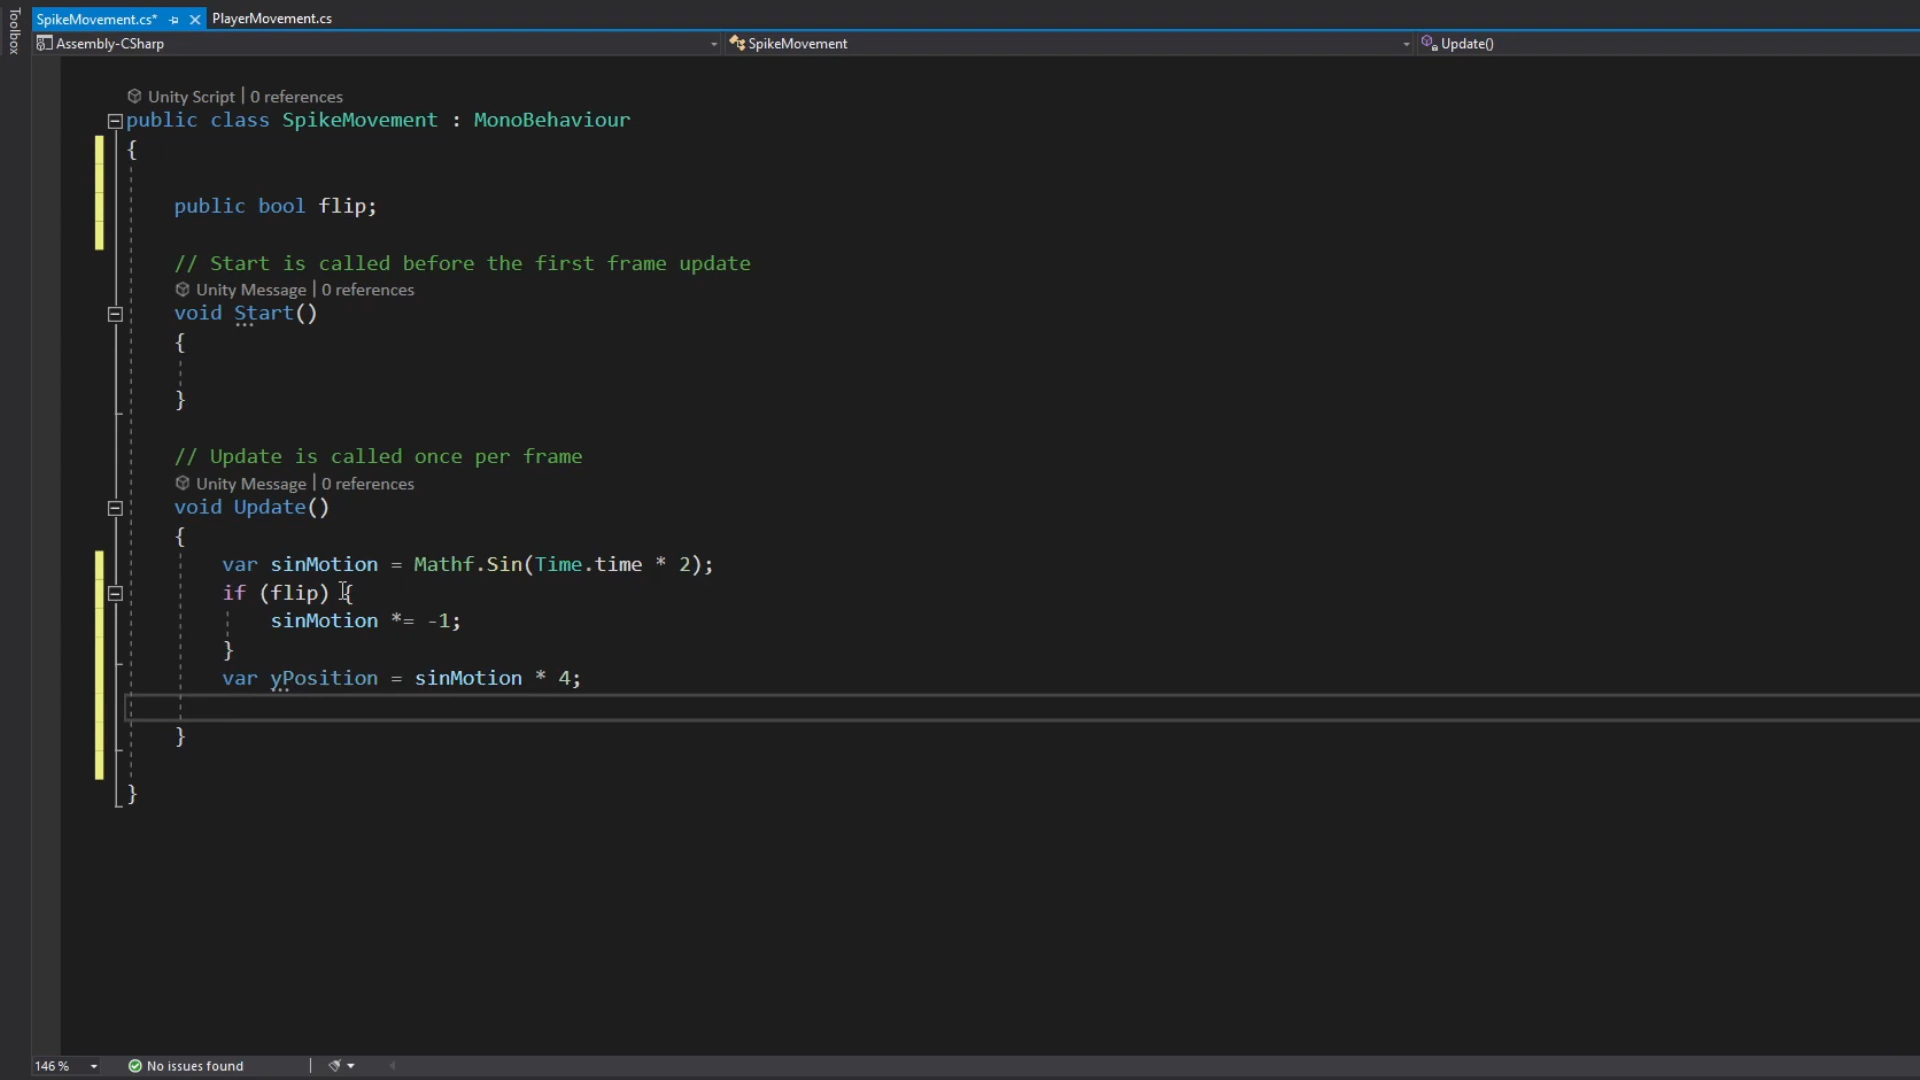 Toolbox
SpikeMovement.cs* PlayerMovement.cs
Assembly-CSharp SpikeMovement Update()
Unity Script | 0 references
public class SpikeMovement : MonoBehaviour
{
public bool flip;
// Start is called before the first frame update
Unity Message | 0 references
void Start()
{
}
// Update is called once per frame
Unity Message | 0 references
void Update()
{
var sinMotion = Mathf.Sin(Time.time * 2);
if (flip) {
sinMotion *= -1;
}
var yPosition = sinMotion * 4;
}
}
146 % No issues found